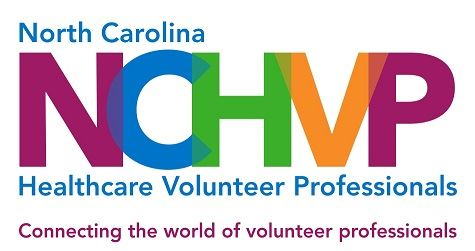 North Carolina
NCHVP
Healthcare Volunteer Professionals
Connecting the world of volunteer professionals